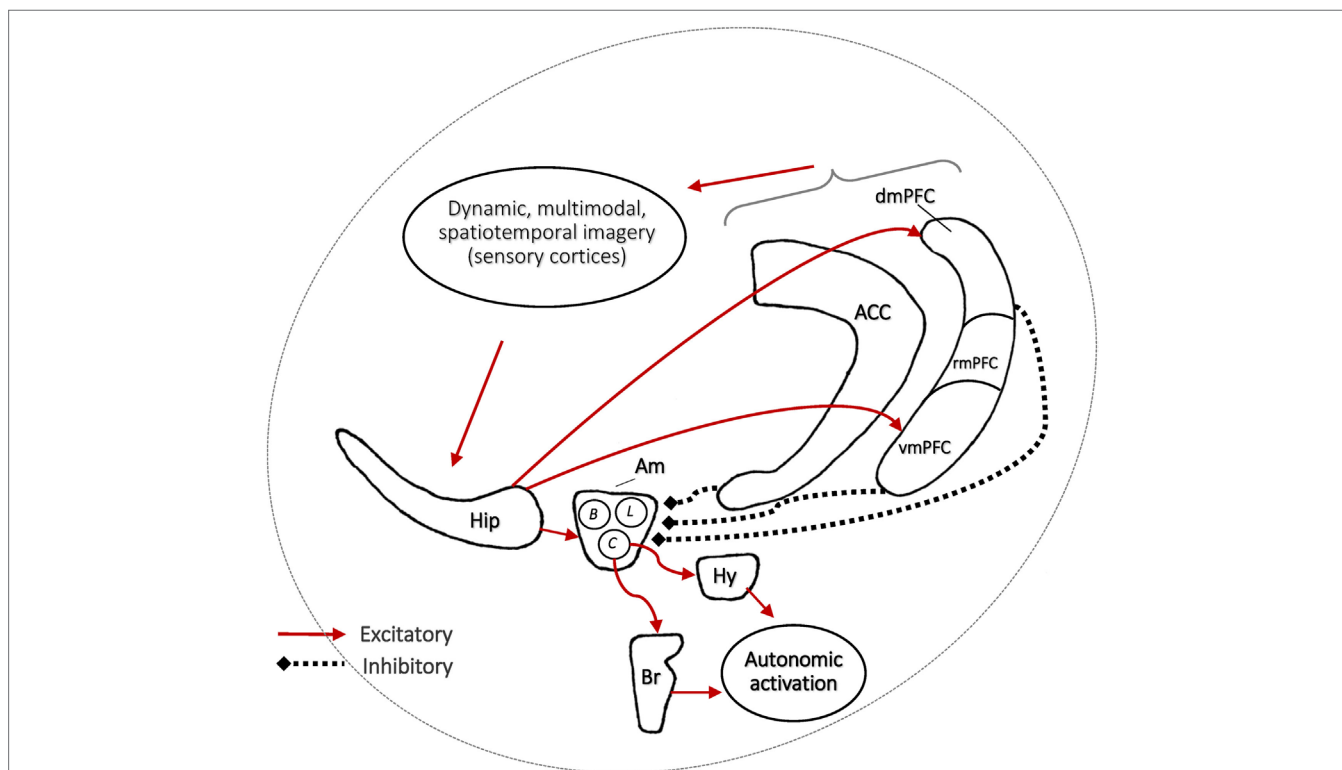 dmPFC
Dynamic, multimodal,
spatiotemporal imagery
(sensory cortices)
ACC
rmPFC
vmPFC
Am
Hip
B
L
C
Hy
Excitatory
Inhibitory
Br
Autonomic
activation